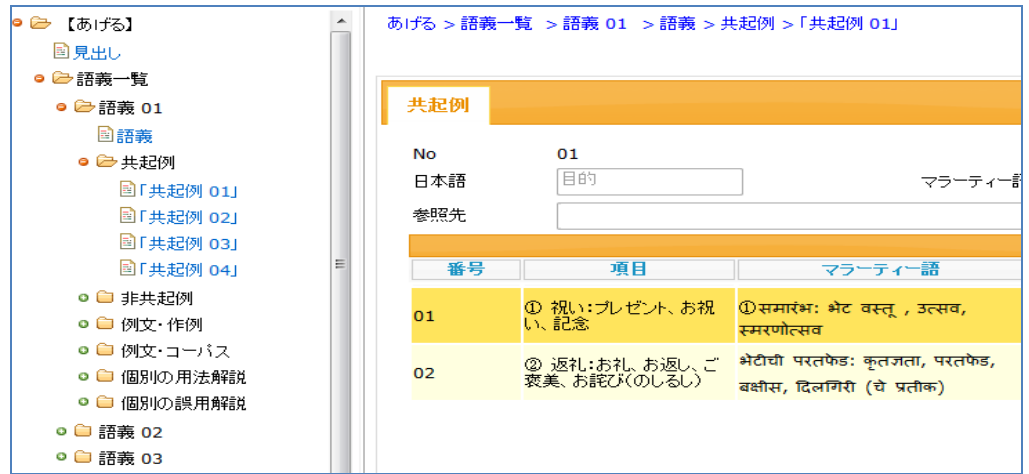 【あげる】
見出し
語義一覧
語義 01
語義
共起例
「共起例 01」
「共起例 02」
「共起例 03」
「共起例 04」
非共起例
例文・作例
例文・コーパス
個別の用法解説
個別の誤用解説
語義 02
語義 03
あげる > 語義一覧 > 語義 01 > 語義 > 共起例 >「共起例 01」
共起例
No 01
日本語 目的 マラーティー語
参照先
番号 項目 マラーティー語
01 ① 祝い:プレゼント、お祝い、記念 ①समारंभ: भेट वस्तू , उत्सव,
स्मरणोत्सव
02 ② 返礼:お礼、お返し、ご褒美、お詫び(のしるし) भेटीची परतफेड: कृतज्ञता, परतफेड,
बक्षीस, दिलगिरी (चे प्रतीक)